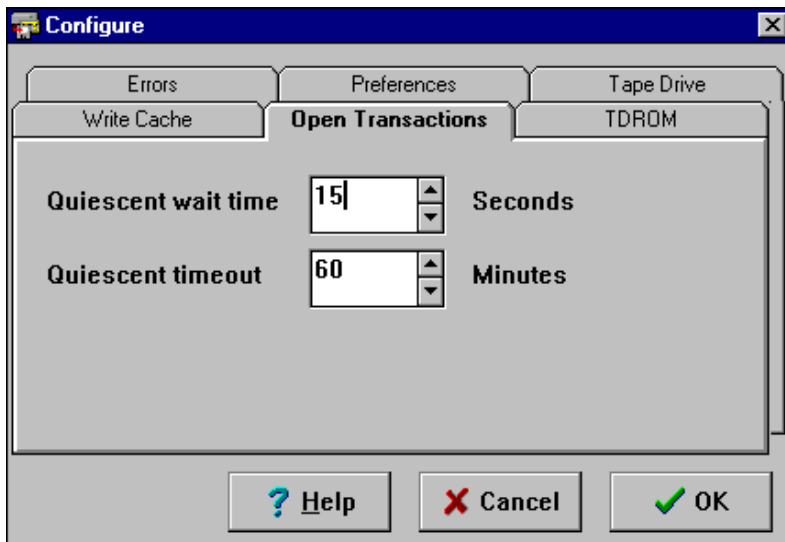 Configure
Errors Preferences Tape Drive
Write Cache Open Transactions TDROM
Quiescent wait time 15 Seconds
Quiescent timeout 60 Minutes
? Help Cancel OK